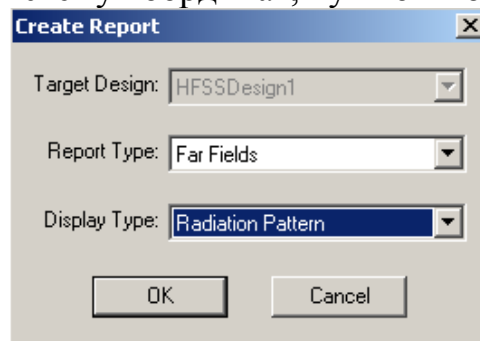 Create Report
Target Design: HFSSDesign1
Report Type: Far Fields
Display Type: Radiation Pattern
OK Cancel